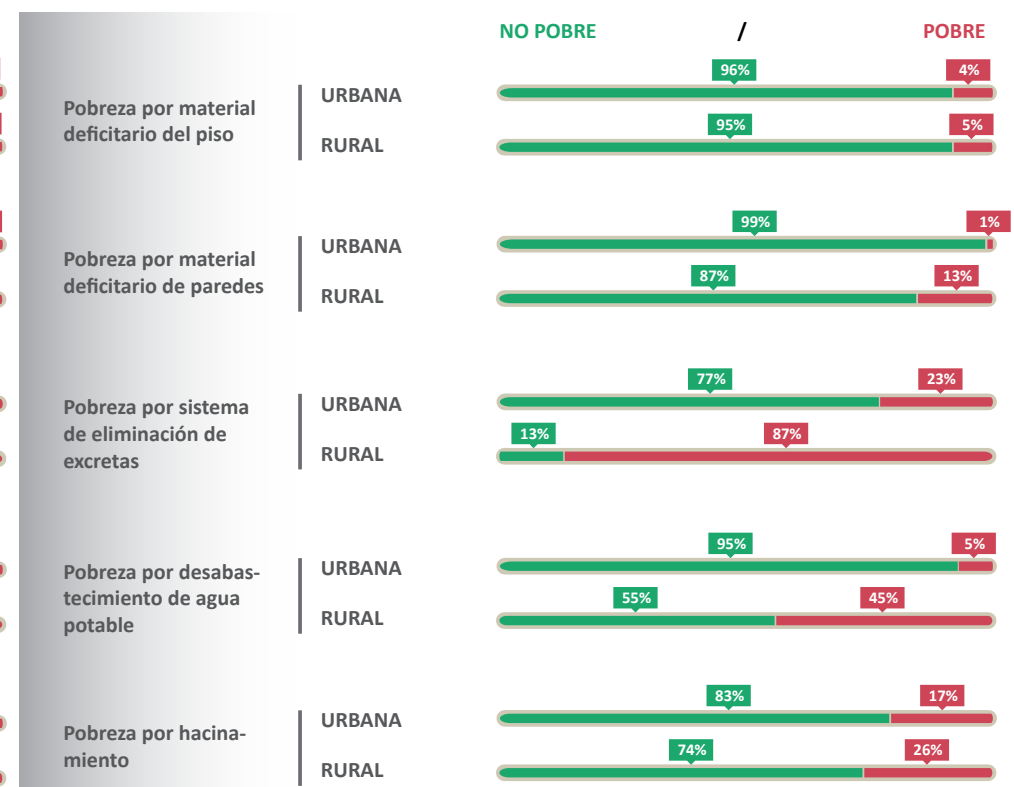 NO POBRE / POBRE
Pobreza por material
deficitario del piso
URBANA 96% 4%
RURAL 95% 5%
Pobreza por material
deficitario de paredes
URBANA 99% 1%
RURAL 87% 13%
Pobreza por sistema
de eliminación de
excretas
URBANA 77% 23%
RURAL 13% 87%
Pobreza por desabas-
tecimiento de agua
potable
URBANA 95% 5%
RURAL 55% 45%
Pobreza por hacina-
miento
URBANA 83% 17%
RURAL 74% 26%